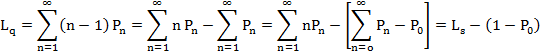 L_q = ∑_{n=1}^{∞} (n − 1) P_n = ∑_{n=1}^{∞} n P_n − ∑_{n=1}^{∞} P_n = ∑_{n=1}^{∞} nP_n − [∑_{n=o}^{∞} P_n − P_0] = L_s − (1 − P_0)